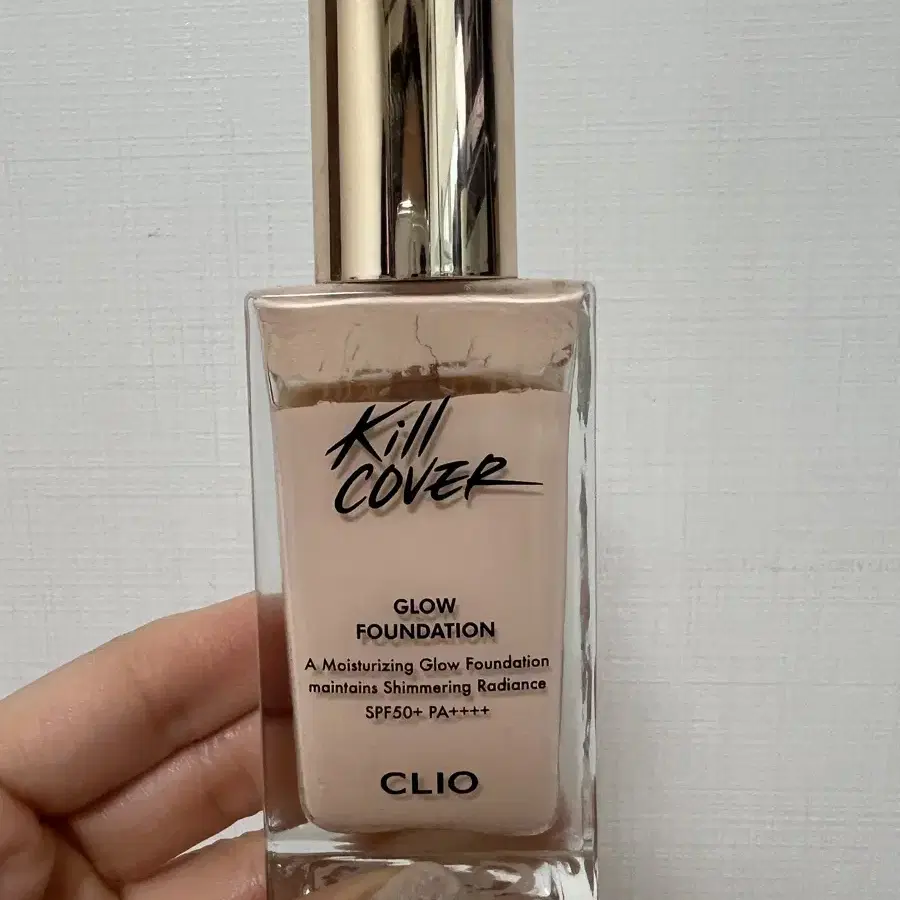 Kill
COVER
GLOW
FOUNDATION
A Moisturizing Glow Foundation
maintains Shimmering Radiance
SPF50+ PA++++
CLIO